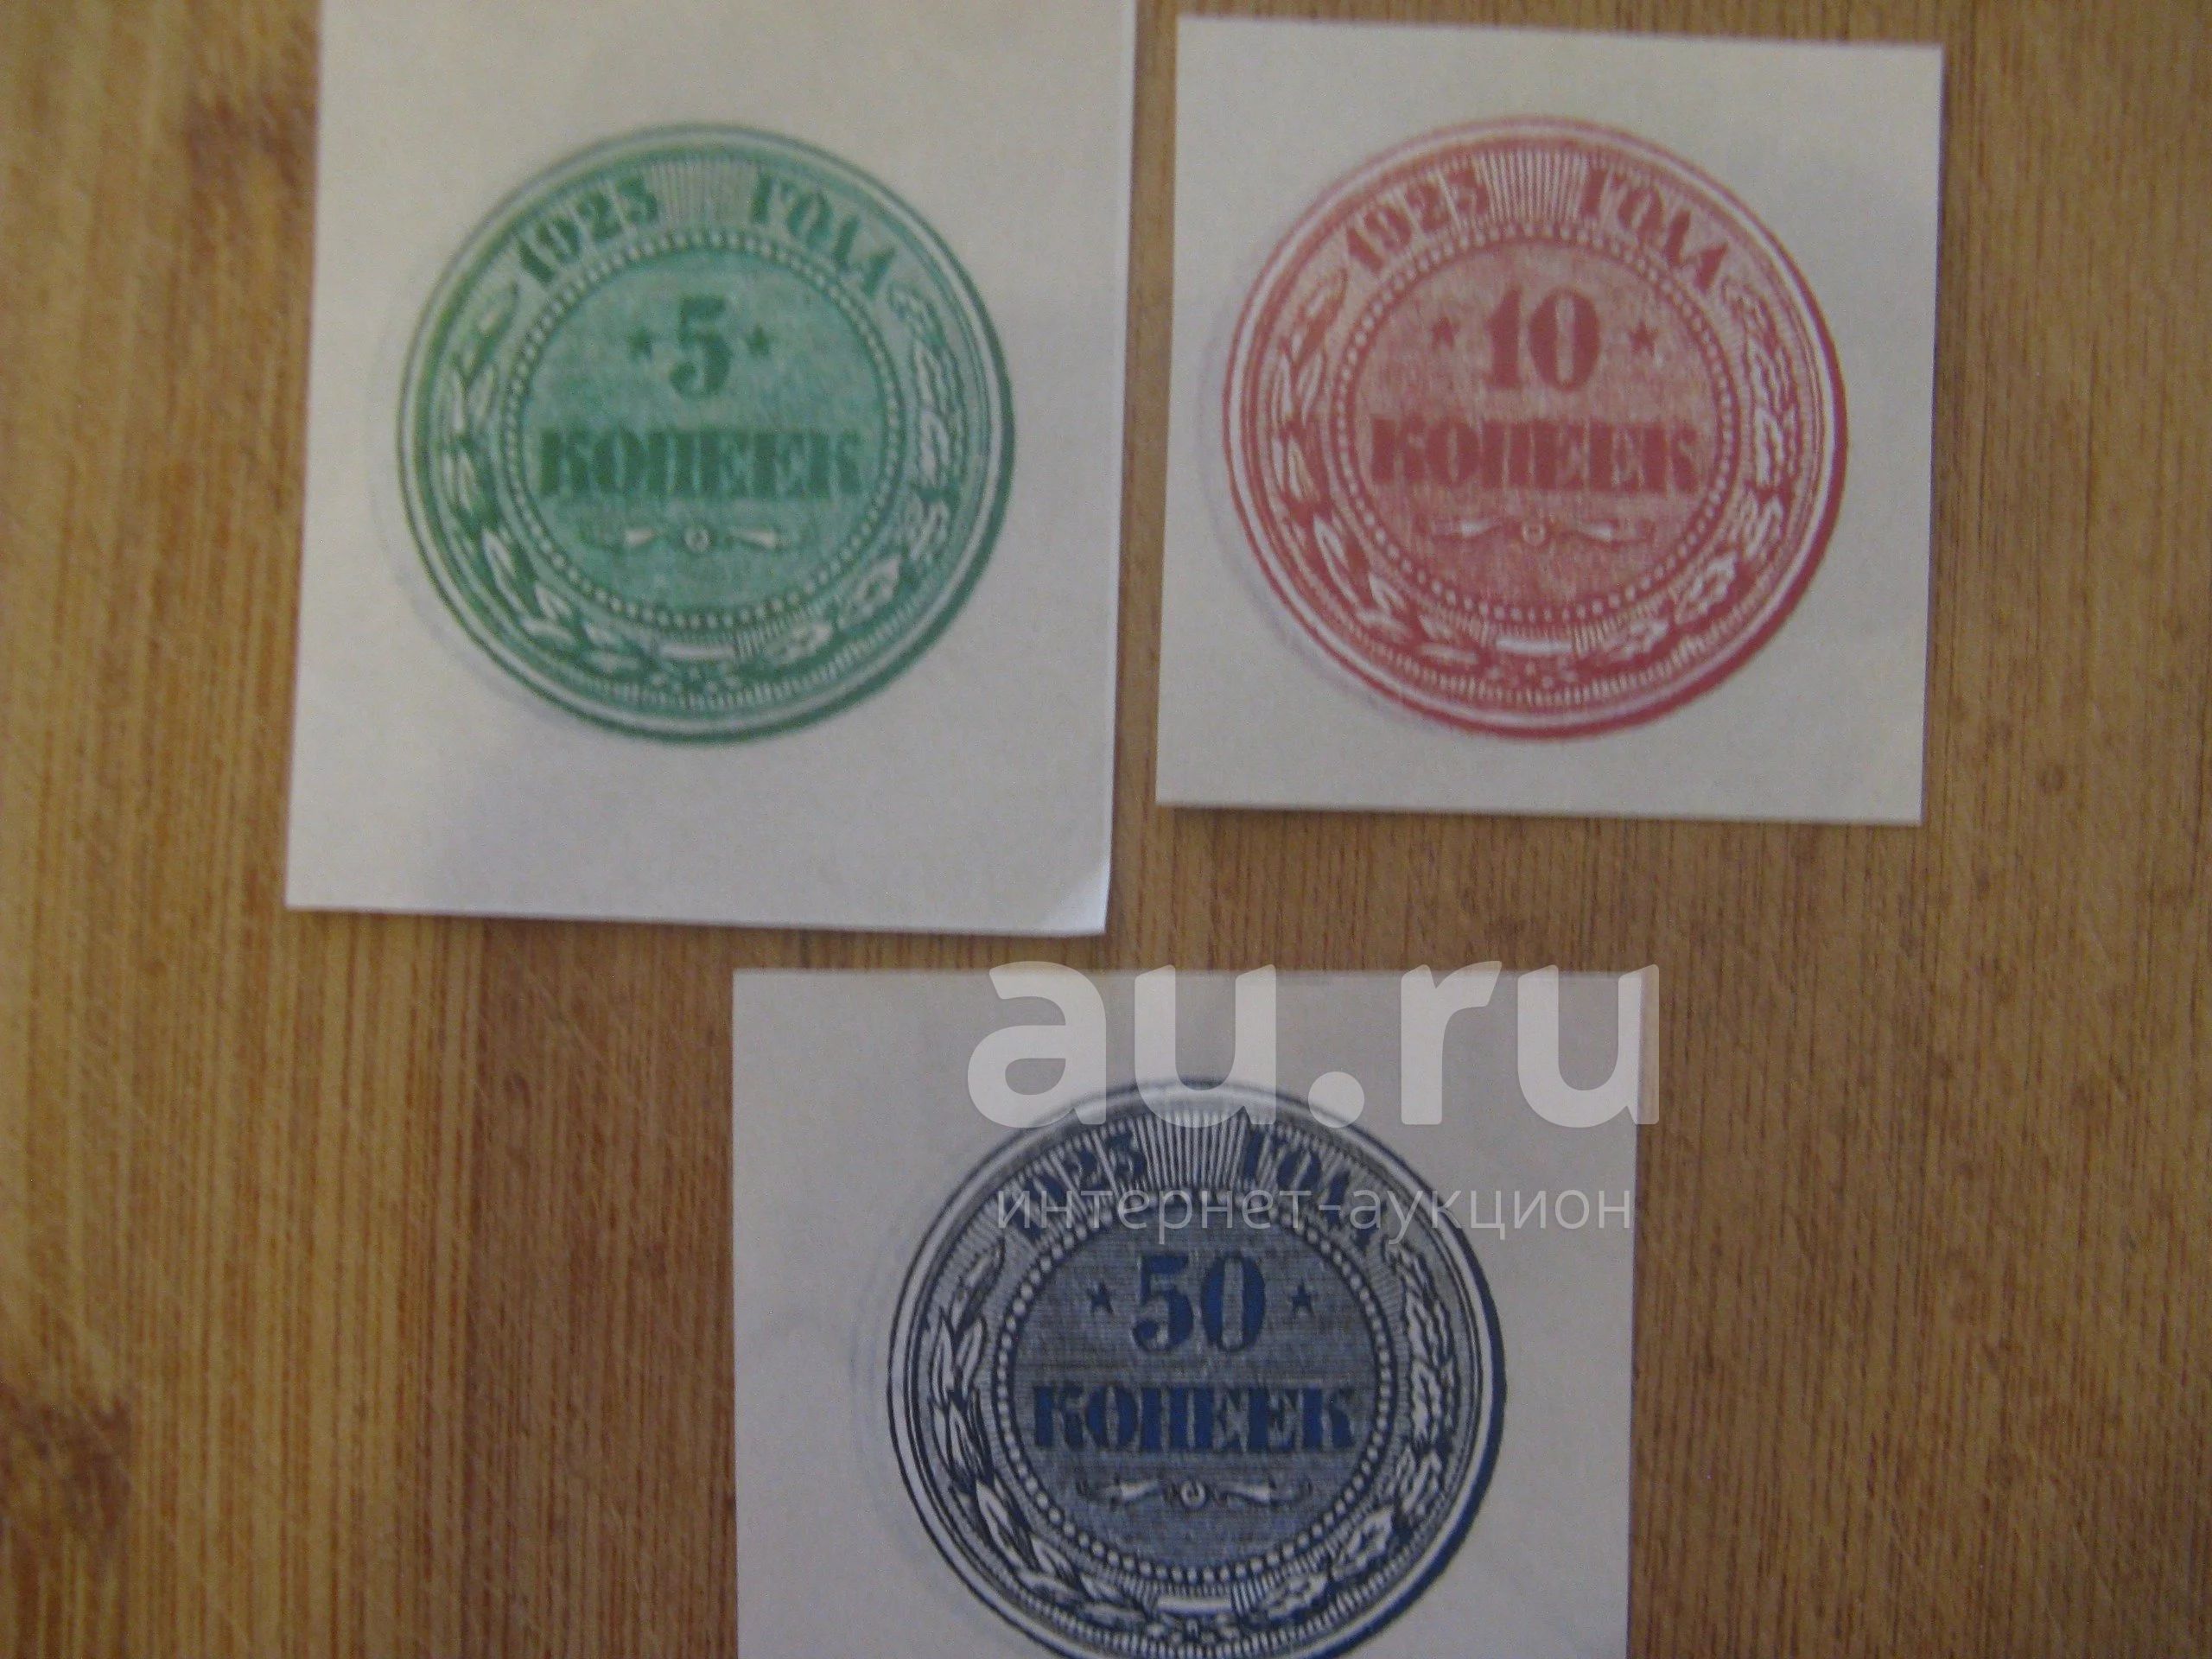 1923 ГОДА
5
КОПЕЕК
1923 ГОДА
10
КОПЕЕК
au.ru
интернет-аукцион
1923 ГОДА
50
КОПЕЕК